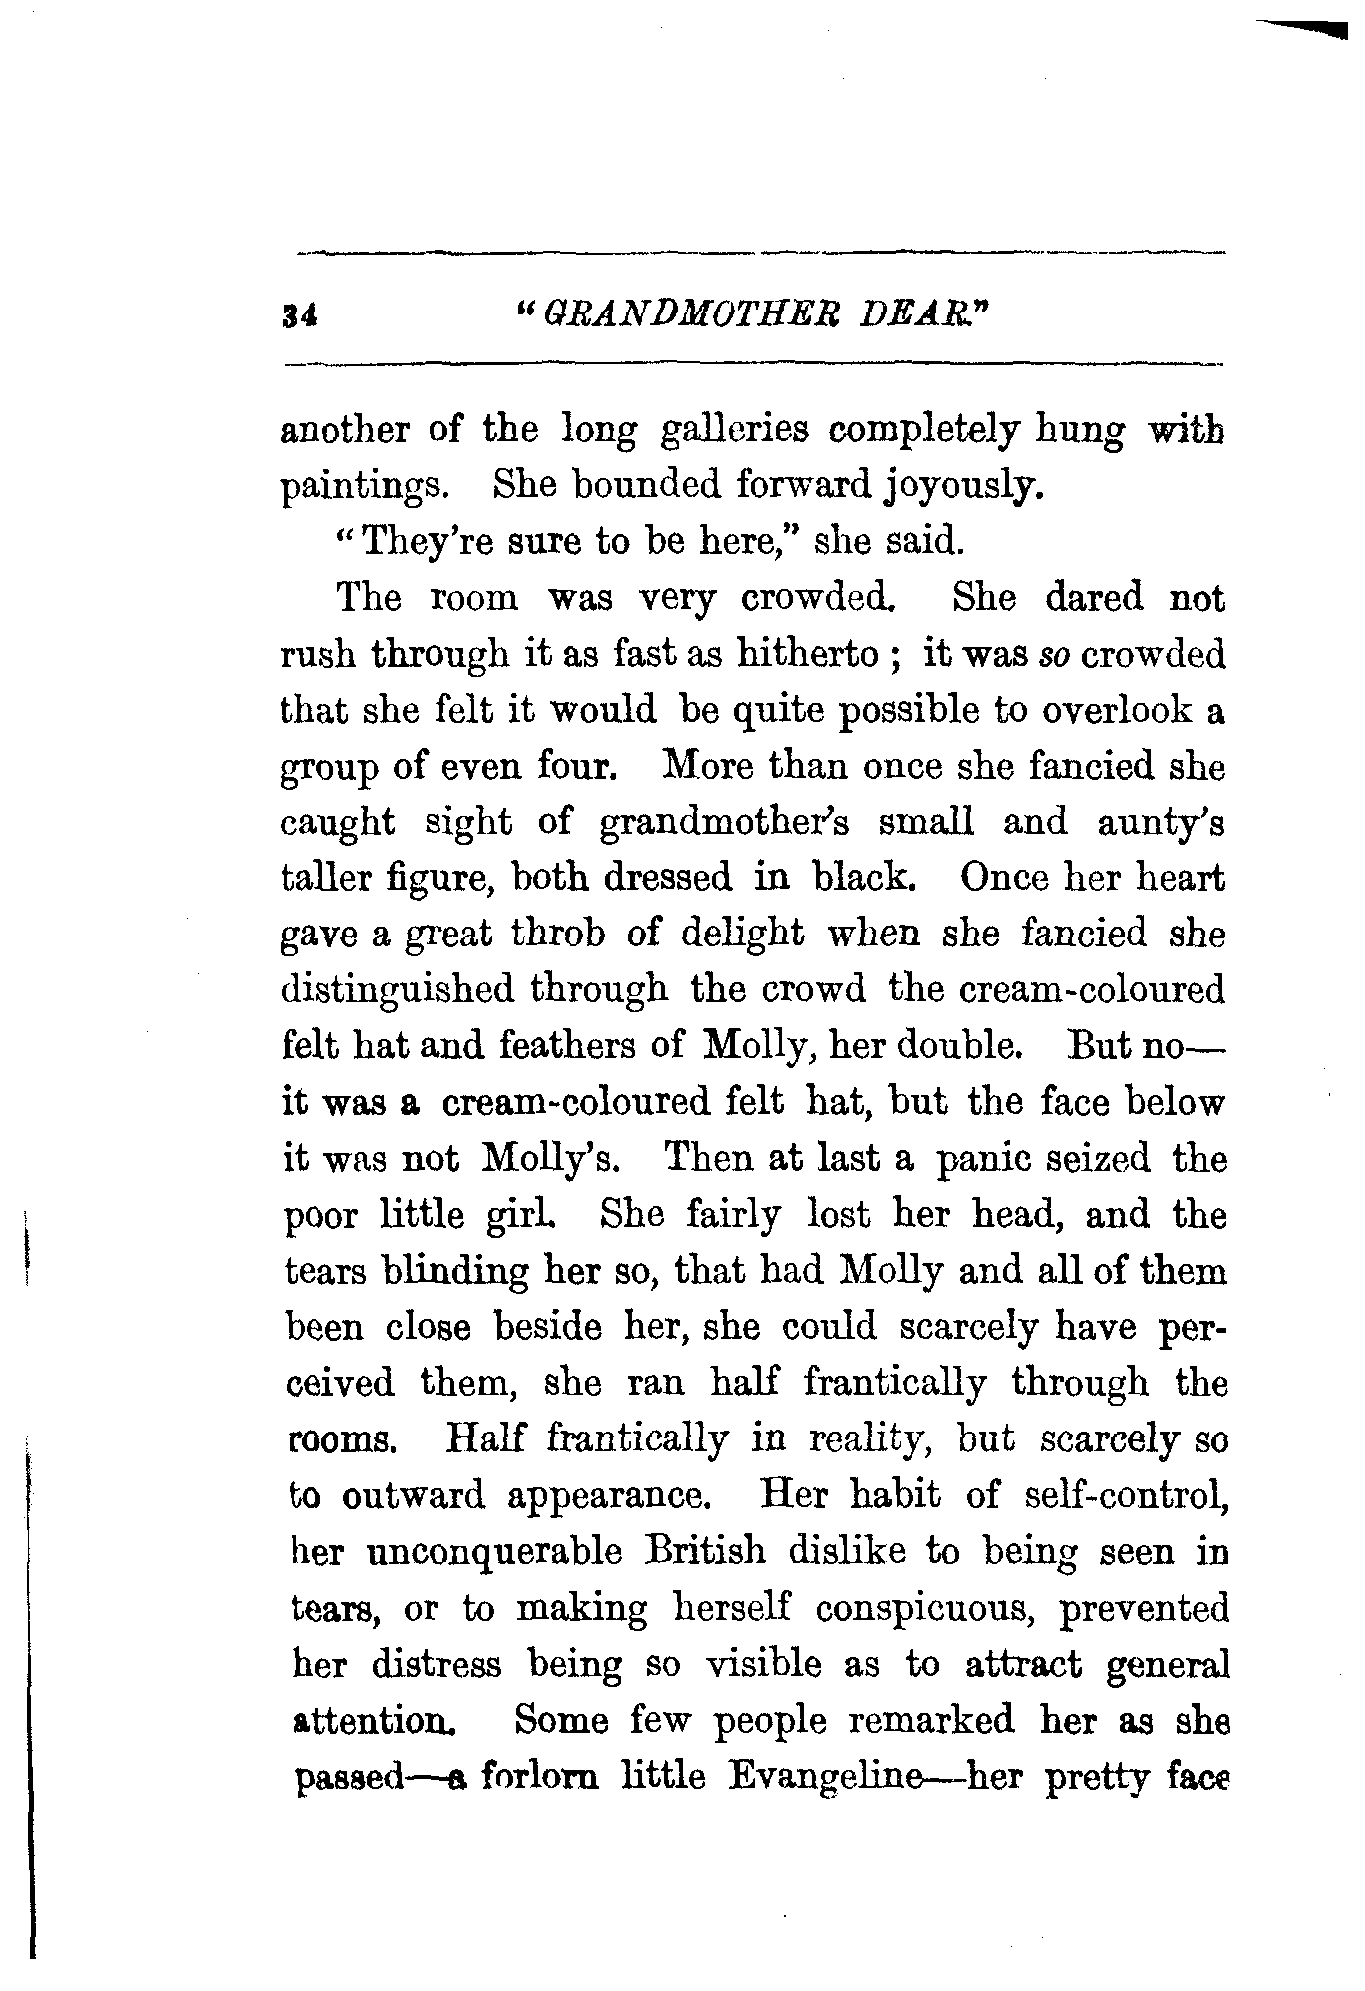 34 "GRANDMOTHER DEAR."
another of the long galleries completely hung with
paintings. She bounded forward joyously.
"They're sure to be here," she said.
The room was very crowded. She dared not
rush through it as fast as hitherto; it was so crowded
that she felt it would be quite possible to overlook a
group of even four. More than once she fancied she
caught sight of grandmother's small and aunty's
taller figure, both dressed in black. Once her heart
gave a great throb of delight when she fancied she
distinguished through the crowd the cream-coloured
felt hat and feathers of Molly, her double. But no—
it was a cream-coloured felt hat, but the face below
it was not Molly's. Then at last a panic seized the
poor little girl. She fairly lost her head, and the
tears blinding her so, that had Molly and all of them
been close beside her, she could scarcely have per-
ceived them, she ran half frantically through the
rooms. Half frantically in reality, but scarcely so
to outward appearance. Her habit of self-control,
her unconquerable British dislike to being seen in
tears, or to making herself conspicuous, prevented
her distress being so visible as to attract general
attention. Some few people remarked her as she
passed—a forlorn little Evangeline—her pretty face